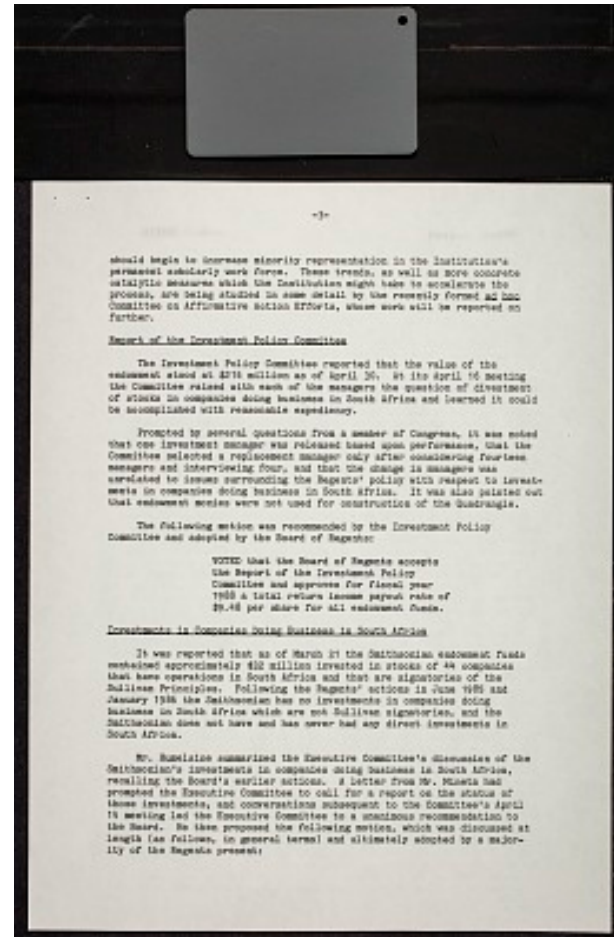 -3-
should begin to increase minority representation in the Institution's
permanent scholarly work force. These trends, as well as more concrete
catalytic measures which the Institution might take to accelerate the
process, are being studied in some detail by the recently formed ad hoc
Committee on Affirmative Action Efforts, whose work will be reported on
further.
Report of the Investment Policy Committee
The Investment Policy Committee reported that the value of the
endowment stood at million as of April 30. At its April 16 meeting
the Committee raised with each of the managers the question of divestment
of stocks in companies doing business in South Africa and learned it could
be accomplished with reasonable expediency.
Prompted by several questions from a member of Congress, it was noted
that one investment manager was released based upon performance, that the
Committee selected a replacement manager only after considering fourteen
managers and interviewing four, and that the change in managers was
unrelated to issues surrounding the Regents' policy with respect to invest-
ments in companies doing business in South Africa. It was also pointed out
that endowment monies were not used for construction of the Quadrangle.
The following motion was recommended by the Investment Policy
Committee and adopted by the Board of Regents:
VOTED that the Board of Regents accepts
the Report of the Investment Policy
Committee and approves for fiscal year
1988 a total return income payout rate of
per share for all endowment funds.
Investments in Companies Doing Business in South Africa
It was reported that as of March 31 the Smithsonian endowment funds
contained approximately $32 million invested in stocks of 44 companies
that have operations in South Africa and that are signatories of the
Sullivan Principles. Following the Regents' actions in June 1985 and
January 1986 the Smithsonian has no investments in companies doing
business in South Africa which are not Sullivan signatories, and the
Smithsonian does not have and has never had any direct investments in
South Africa.
Mr. Humelsine summarized the Executive Committee's discussion of the
Smithsonian's investments in companies doing business in South Africa,
recalling the Board's earlier actions. A letter from Mr. Mineta had
prompted the Executive Committee to call for a report on the status of
those investments, and conversations subsequent to the Committee's April
meeting led the Executive Committee to a unanimous recommendation to
the Board. He then proposed the following motion, which was discussed at
length (as follows, in general terms) and ultimately adopted by a major-
ity of the Regents present: